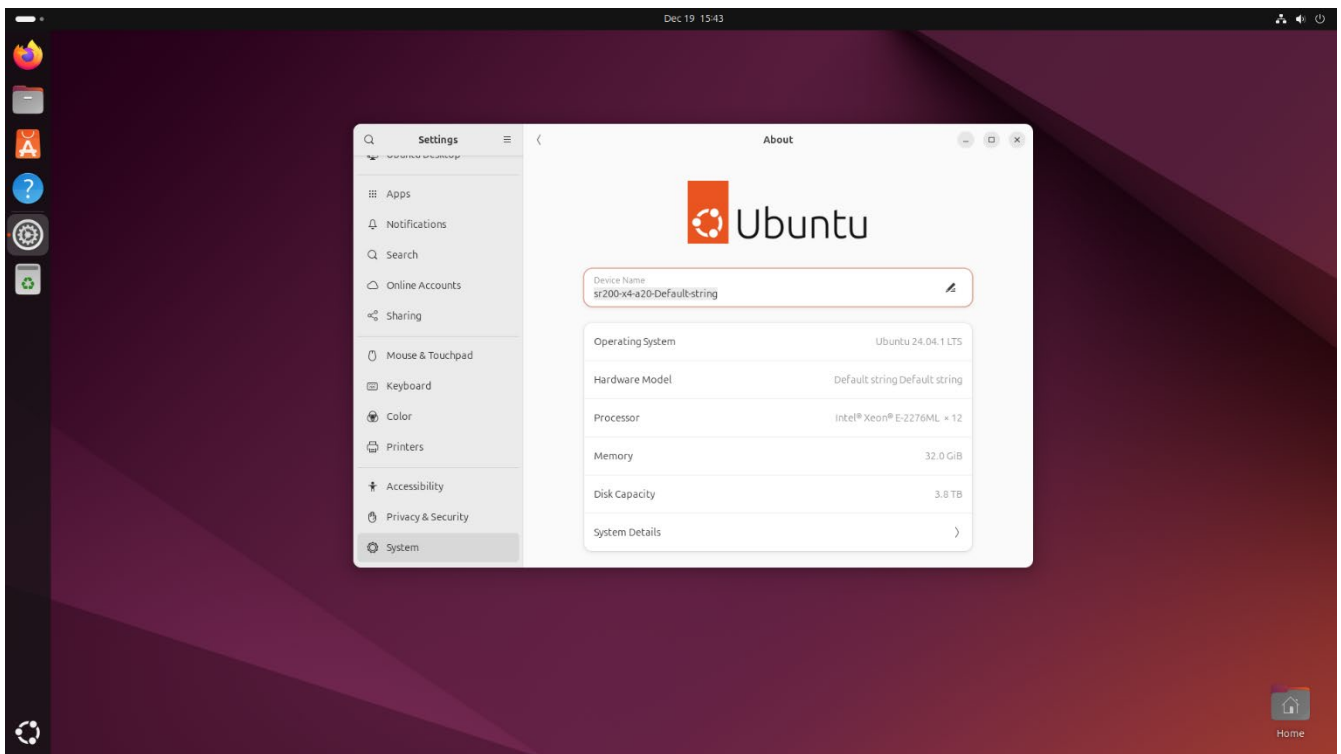 Dec 19 15:43
Settings
About
Ubuntu Desktop
Apps
Notifications
Search
Online Accounts
Sharing
Mouse & Touchpad
Keyboard
Color
Printers
Accessibility
Privacy & Security
System
Ubuntu
Device Name
sr200-x4-a20-Default-string
Operating System Ubuntu 24.04.1 LTS
Hardware Model Default string Default string
Processor Intel® Xeon® E-2276ML × 12
Memory 32.0 GiB
Disk Capacity 3.8 TB
System Details
Home